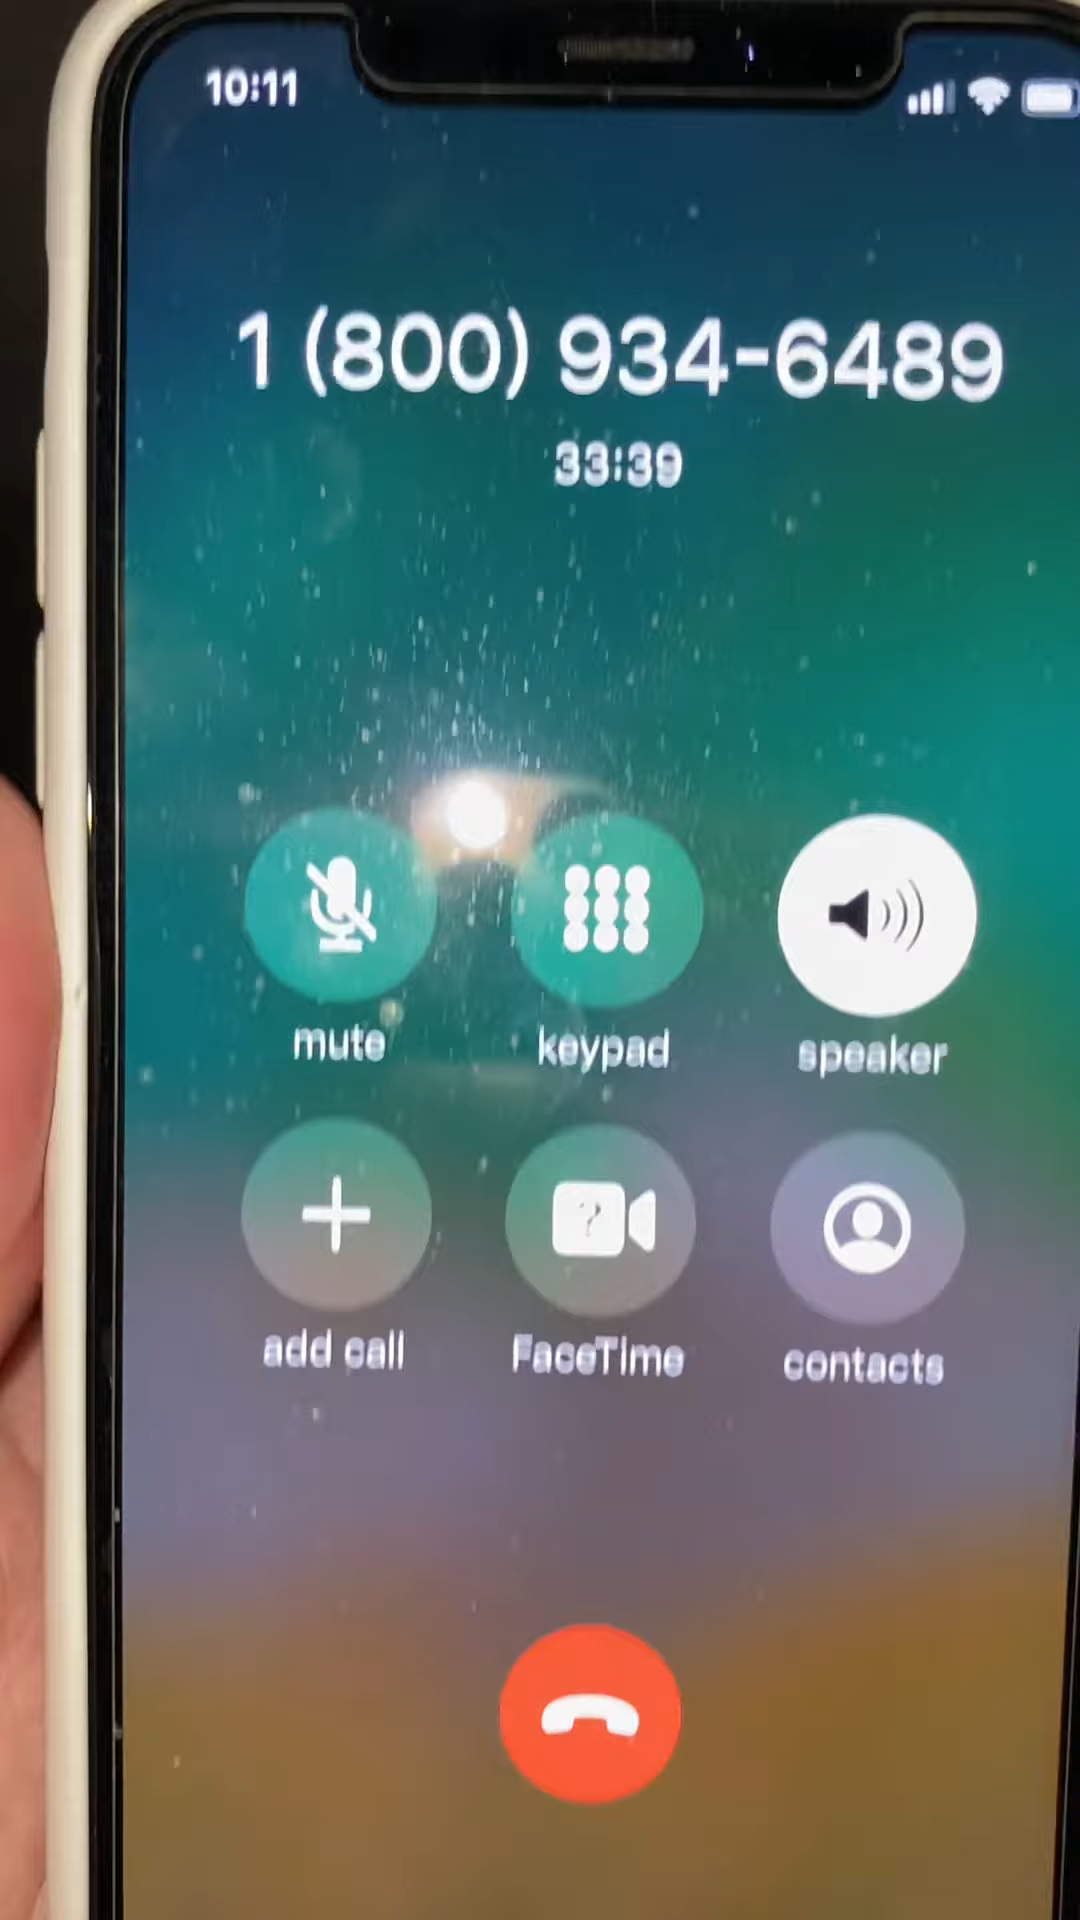 10:11
1 (800) 934-6489
33:39
mute
keypad
speaker
add call
?
FaceTime
contacts